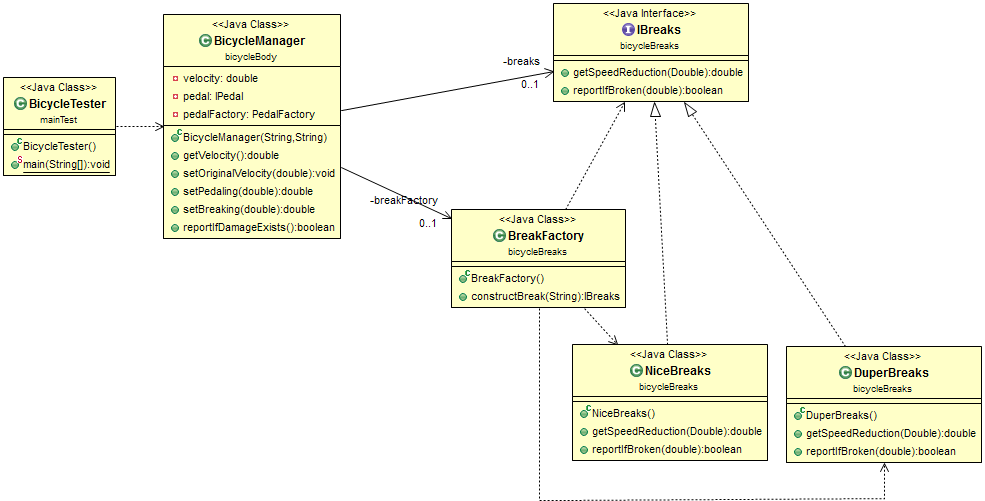 <<Java Class>>
BicycleTester
mainTest
BicycleTester()
main(String[]):void
<<Java Class>>
BicycleManager
bicycleBody
velocity: double
pedal: IPedal
pedalFactory: PedalFactory
BicycleManager(String,String)
getVelocity():double
setOriginalVelocity(double):void
setPedaling(double):double
setBreaking(double):double
reportIfDamageExists():boolean
-breaks
0..1
-breakFactory
0..1
<<Java Interface>>
IBreaks
bicycleBreaks
getSpeedReduction(Double):double
reportIfBroken(double):boolean
<<Java Class>>
BreakFactory
bicycleBreaks
BreakFactory()
constructBreak(String):IBreaks
<<Java Class>>
NiceBreaks
bicycleBreaks
NiceBreaks()
getSpeedReduction(Double):double
reportIfBroken(double):boolean
<<Java Class>>
DuperBreaks
bicycleBreaks
DuperBreaks()
getSpeedReduction(Double):double
reportIfBroken(double):boolean